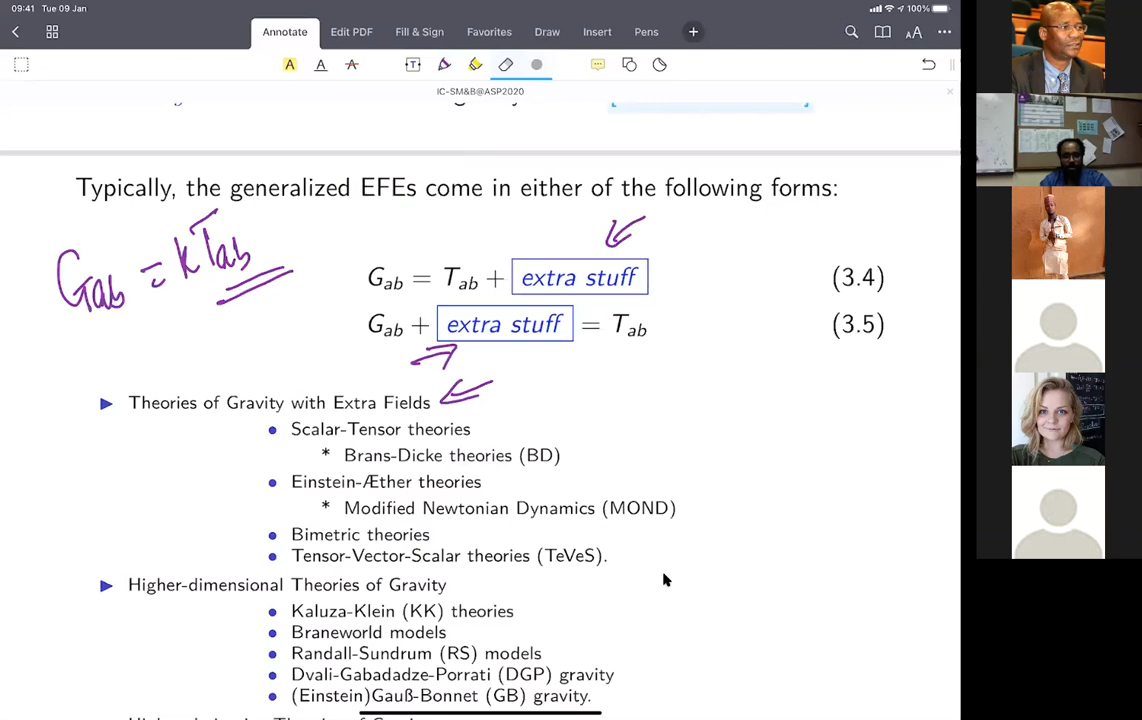 09:41 Tue 09 Jan 100%
Annotate Edit PDF Fill & Sign Favorites Draw Insert Pens
IC-SM&B@ASP2020
Typically, the generalized EFEs come in either of the following forms:
Gab = kTab
Gab = Tab + extra stuff (3.4)
Gab + extra stuff = Tab (3.5)
▶ Theories of Gravity with Extra Fields
● Scalar-Tensor theories
* Brans-Dicke theories (BD)
● Einstein-Æther theories
* Modified Newtonian Dynamics (MOND)
● Bimetric theories
● Tensor-Vector-Scalar theories (TeVeS).
▶ Higher-dimensional Theories of Gravity
● Kaluza-Klein (KK) theories
● Braneworld models
● Randall-Sundrum (RS) models
● Dvali-Gabadadze-Porrati (DGP) gravity
● (Einstein)Gauß-Bonnet (GB) gravity.